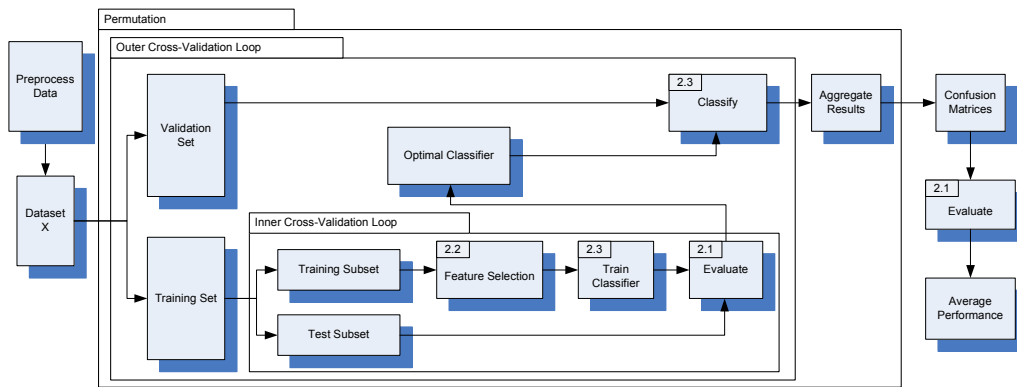 Permutation
Outer Cross-Validation Loop
Preprocess
Data
Dataset
X
Validation
Set
Training Set
Inner Cross-Validation Loop
Training Subset
Test Subset
2.2
Feature Selection
2.3
Train
Classifier
2.1
Evaluate
Optimal Classifier
2.3
Classify
Aggregate
Results
Confusion
Matrices
2.1
Evaluate
Average
Performance